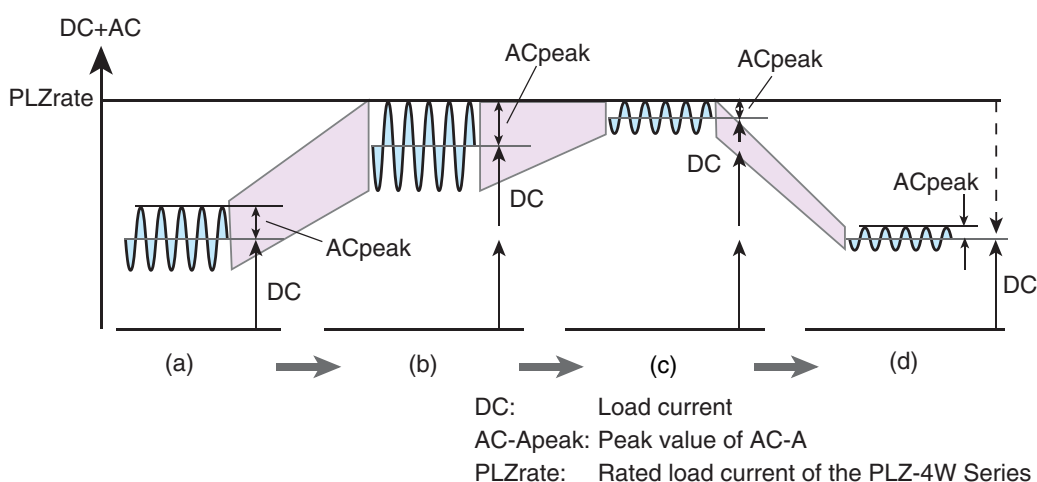 DC+AC
PLZrate
ACpeak
ACpeak
ACpeak
ACpeak
DC
DC
DC
DC
(a)
(b)
(c)
(d)
DC: Load current
AC-Apeak: Peak value of AC-A
PLZrate: Rated load current of the PLZ-4W Series